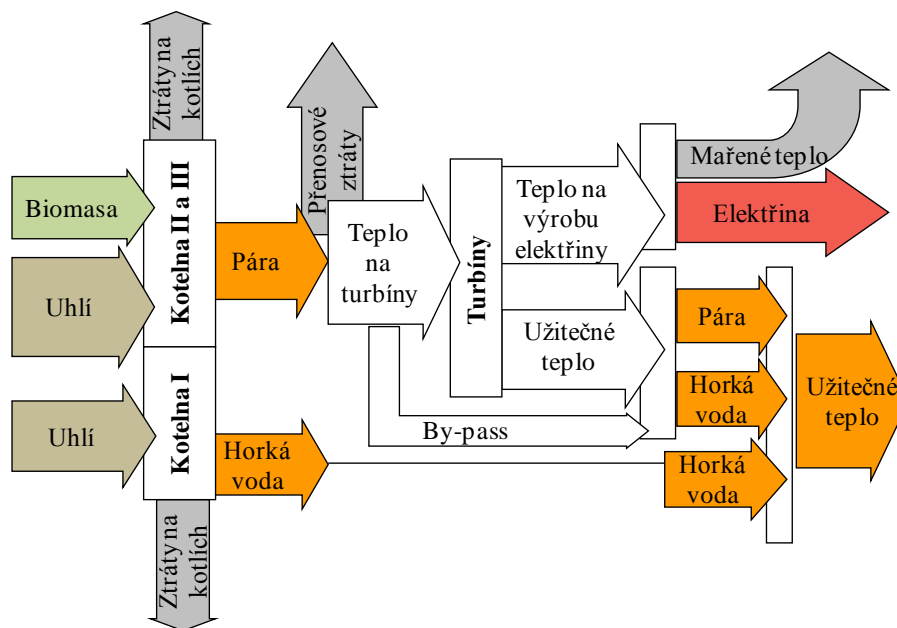 Ztráty na
kotlích
Přenosové
ztráty
Mařené teplo
Biomasa
Kotelna II a III
Pára
Teplo
na
turbíny
Turbíny
Teplo na
výrobu
elektřiny
Elektřina
Uhlí
Užitečné
teplo
Pára
Horká
voda
Užitečné
teplo
Uhlí
Kotelna I
Horká
voda
By-pass
Horká
voda
Ztráty na
kotlích